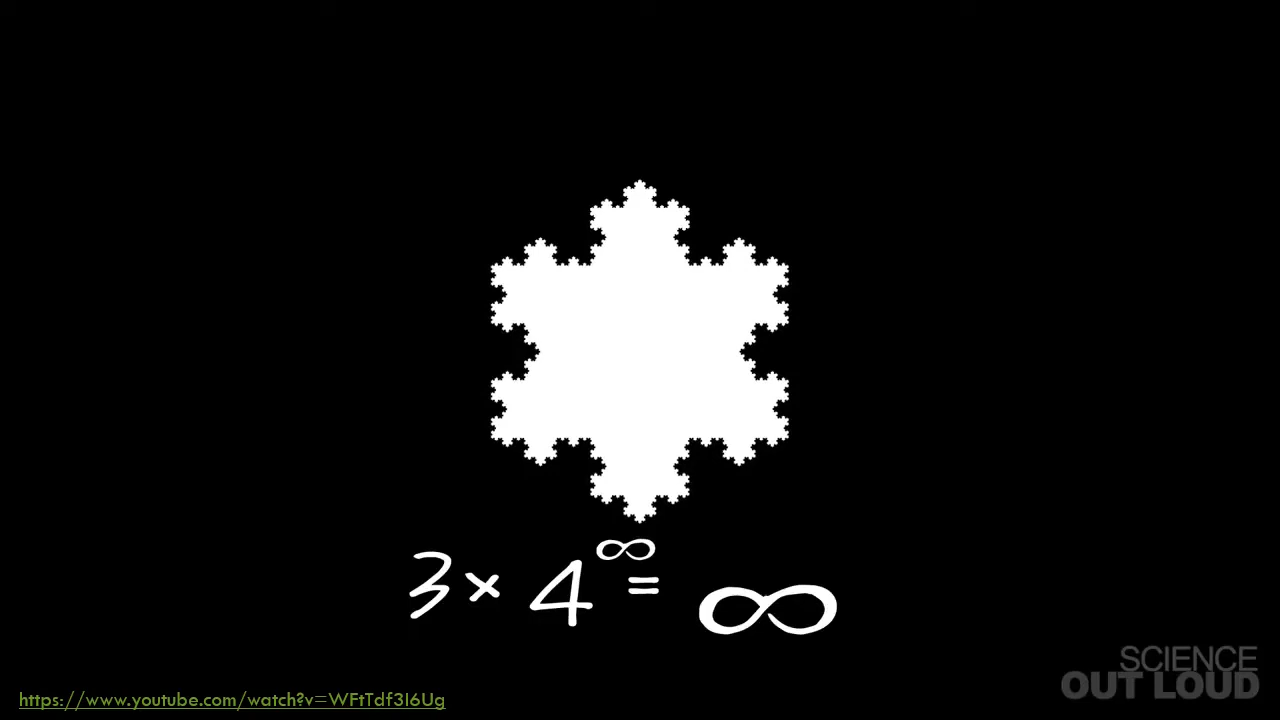 3 × 4^∞ = ∞
SCIENCE
OUT LOUD
https://www.youtube.com/watch?v=WFtTdf3I6Ug